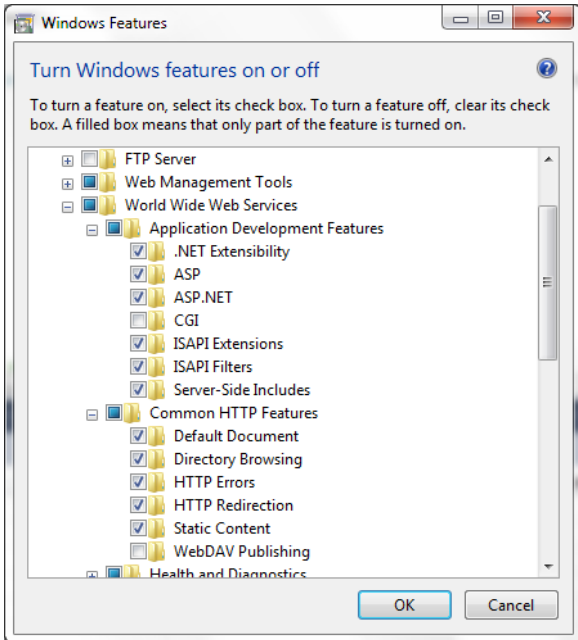 Windows Features
Turn Windows features on or off
To turn a feature on, select its check box. To turn a feature off, clear its check
box. A filled box means that only part of the feature is turned on.
FTP Server
Web Management Tools
World Wide Web Services
Application Development Features
.NET Extensibility
ASP
ASP.NET
CGI
ISAPI Extensions
ISAPI Filters
Server-Side Includes
Common HTTP Features
Default Document
Directory Browsing
HTTP Errors
HTTP Redirection
Static Content
WebDAV Publishing
Health and Diagnostics
OK Cancel